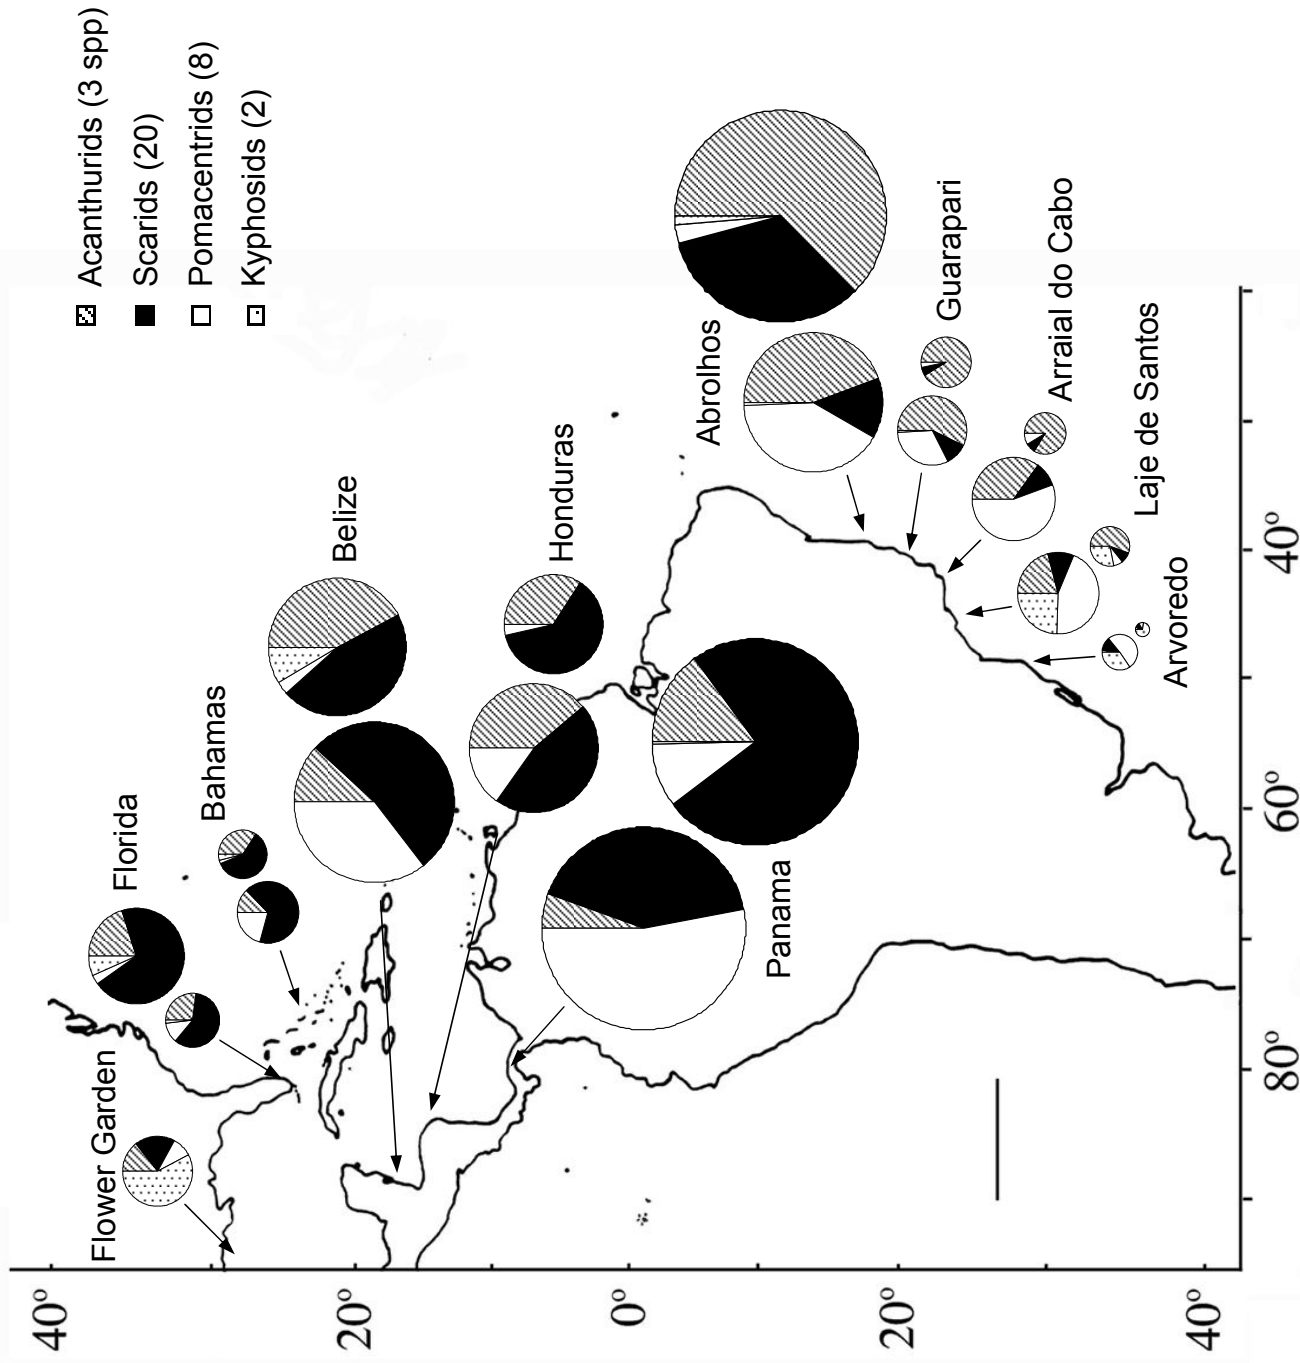 Acanthurids (3 spp)
Scarids (20)
Pomacentrids (8)
Kyphosids (2)
Flower Garden
Florida
Bahamas
Belize
Honduras
Panama
Abrolhos
Guarapari
Arraial do Cabo
Laje de Santos
Arvoredo
40°
20°
0°
20°
40°
80°
60°
40°